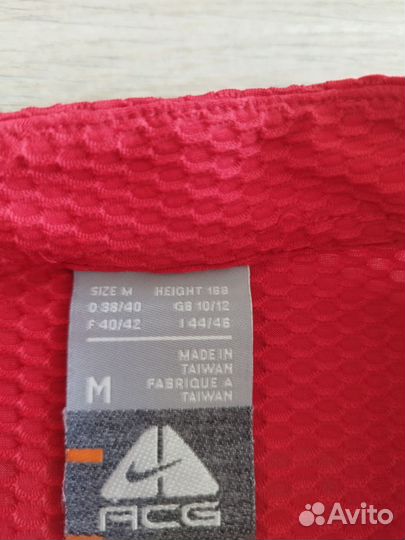 SIZE M HEIGHT 168
D 38/40 GB 10/12
F 40/42 I 44/46
MADE IN
TAIWAN
M FABRIQUE A
TAIWAN
ACG
Avito